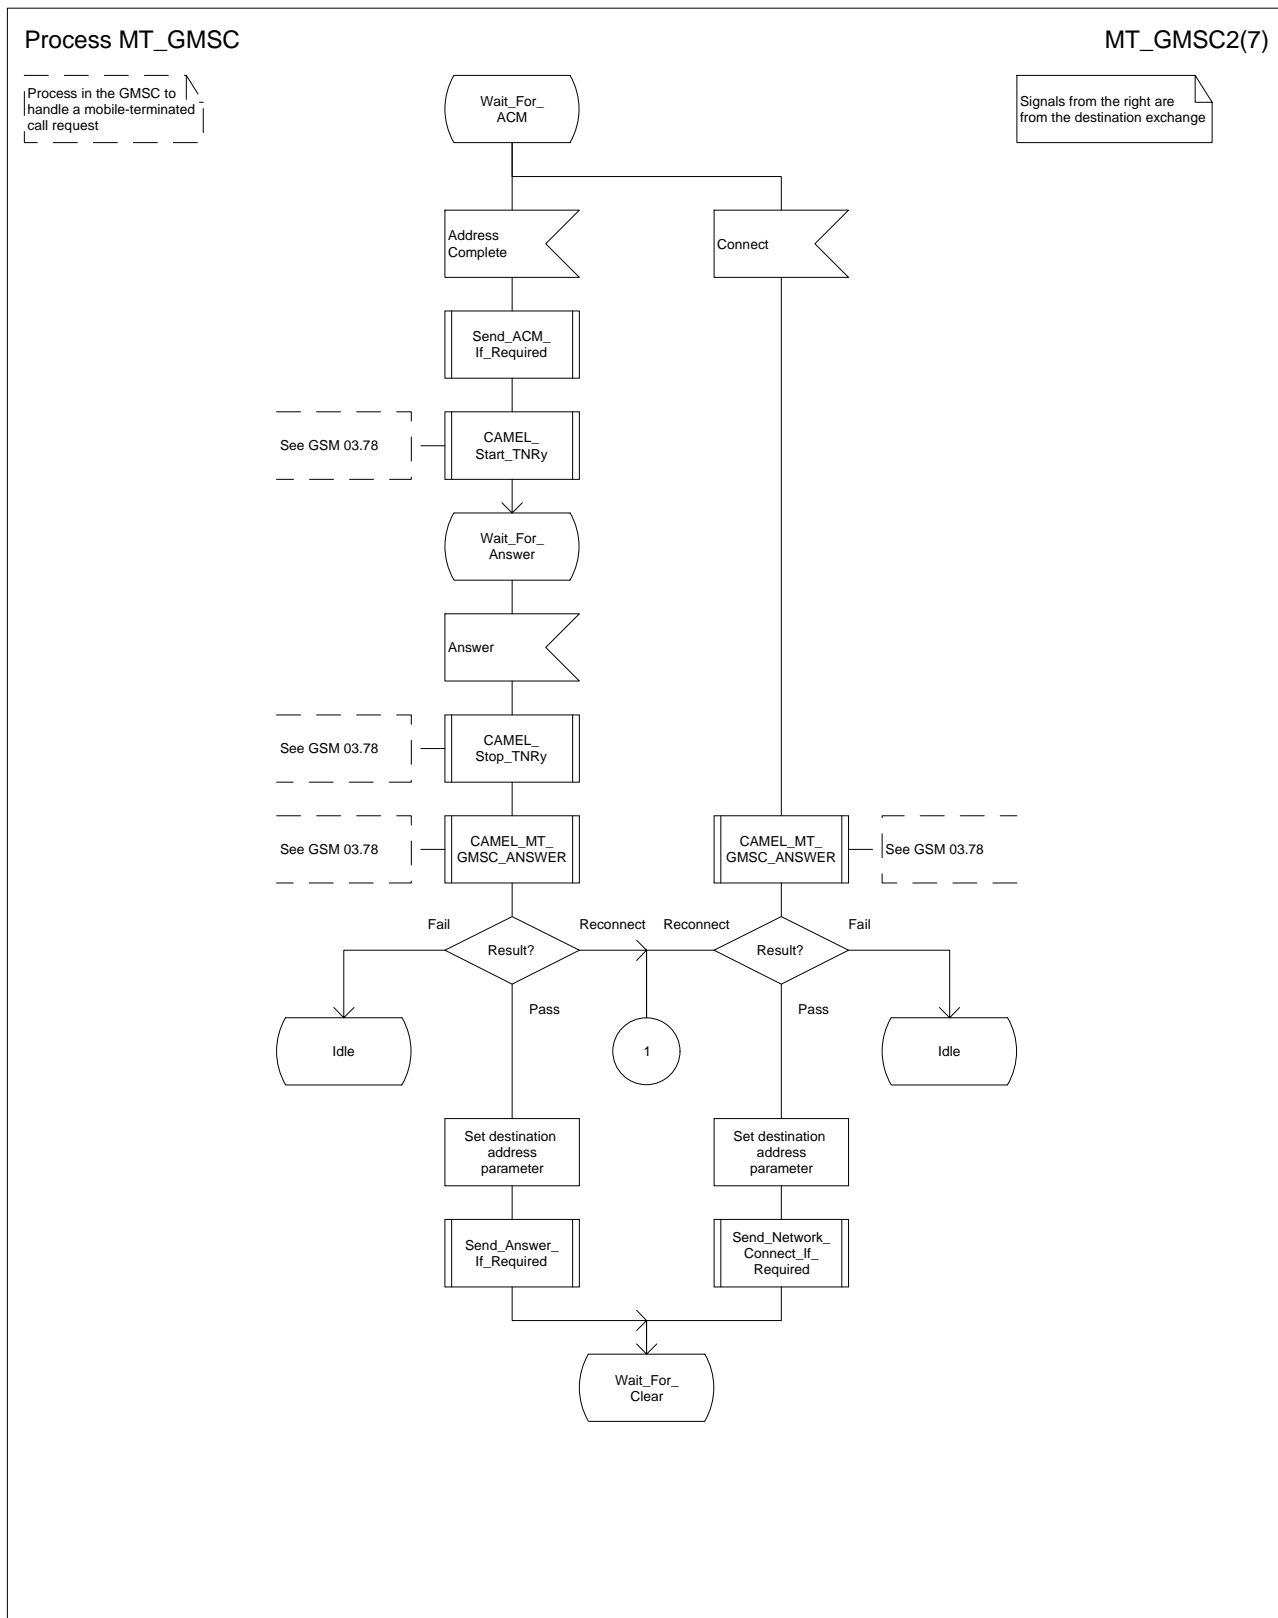 Process MT_GMSC
MT_GMSC2(7)
Process in the GMSC to
handle a mobile-terminated
call request
Signals from the right are
from the destination exchange
Wait_For_
ACM
Address
Complete
Connect
Send_ACM_
If_Required
See GSM 03.78
CAMEL_
Start_TNRy
Wait_For_
Answer
Answer
See GSM 03.78
CAMEL_
Stop_TNRy
See GSM 03.78
CAMEL_MT_
GMSC_ANSWER
CAMEL_MT_
GMSC_ANSWER
See GSM 03.78
Fail
Reconnect
Reconnect
Fail
Result?
Result?
Pass
Pass
Idle
1
Idle
Set destination
address
parameter
Set destination
address
parameter
Send_Answer_
If_Required
Send_Network_
Connect_If_
Required
Wait_For_
Clear